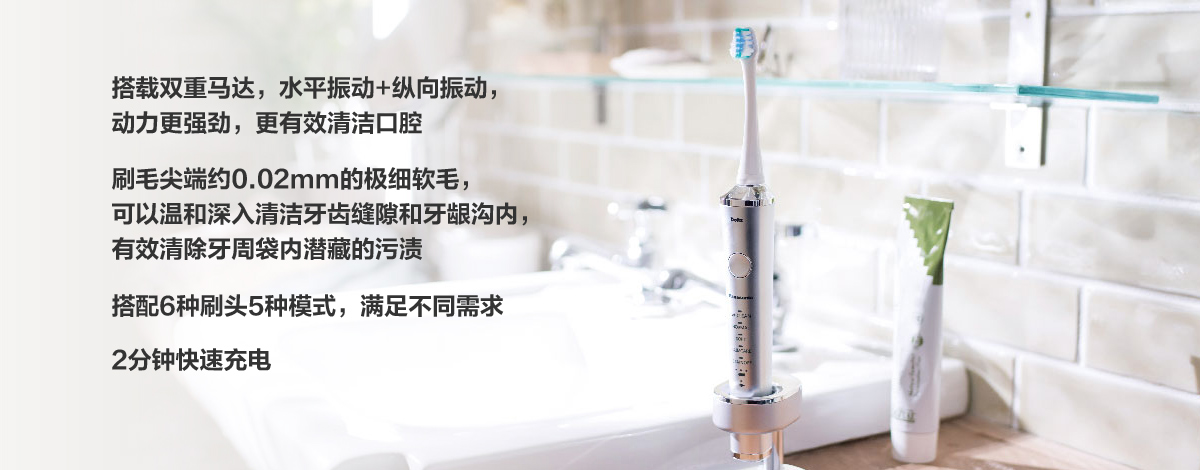 搭载双重马达，水平振动+纵向振动，
动力更强劲，更有效清洁口腔
刷毛尖端约0.02mm的极细软毛，
可以温和深入清洁牙齿缝隙和牙龈沟内，
有效清除牙周袋内潜藏的污渍
搭配6种刷头5种模式，满足不同需求
2分钟快速充电
Doltz
Panasonic